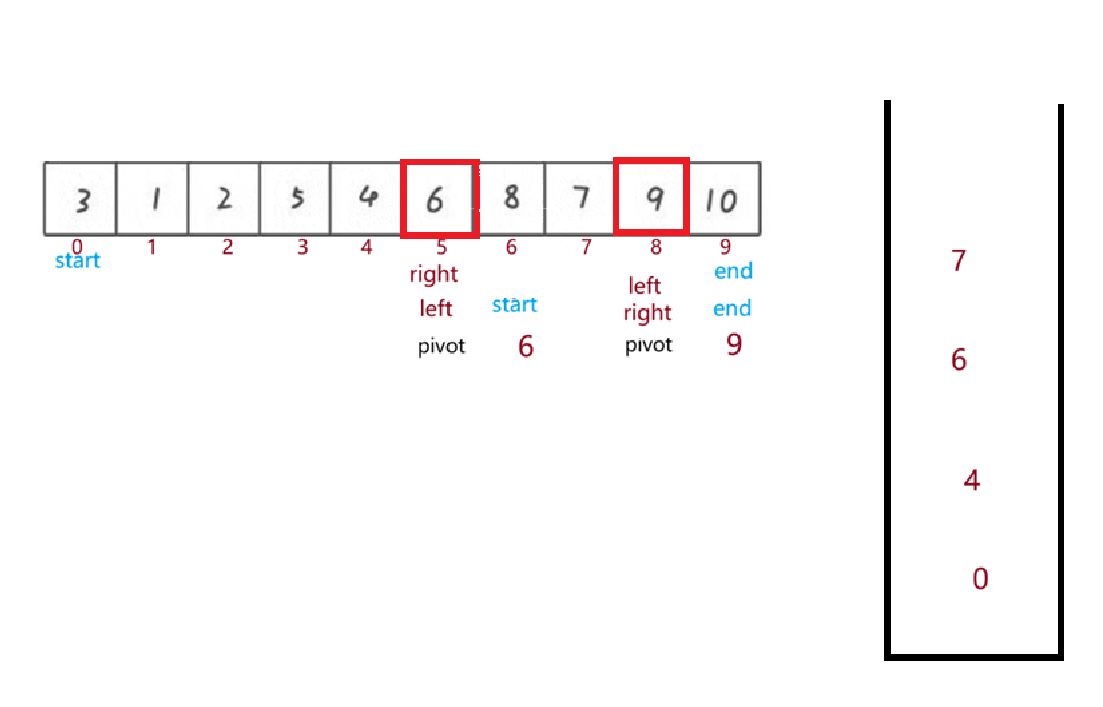 3 1 2 5 4 6 8 7 9 10
0 1 2 3 4 5 6 7 8 9
start right left end
left start right end
pivot 6 pivot 9
7
6
4
0